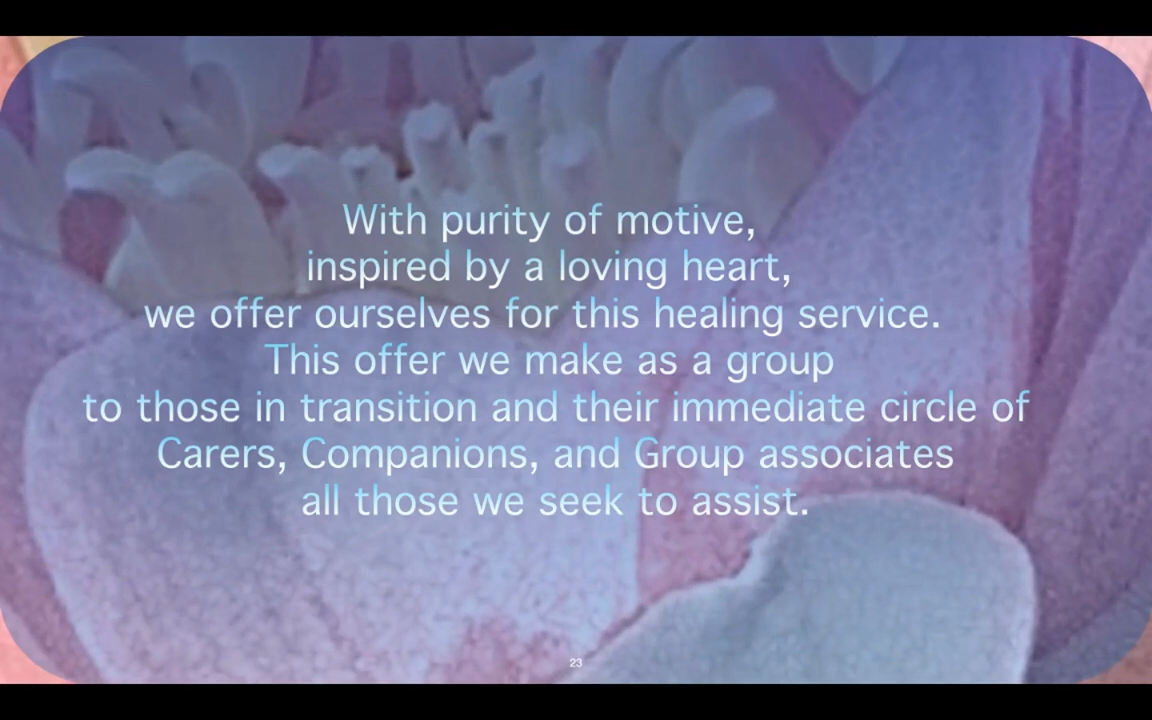 With purity of motive,
inspired by a loving heart,
we offer ourselves for this healing service.
This offer we make as a group
to those in transition and their immediate circle of
Carers, Companions, and Group associates
all those we seek to assist.
23